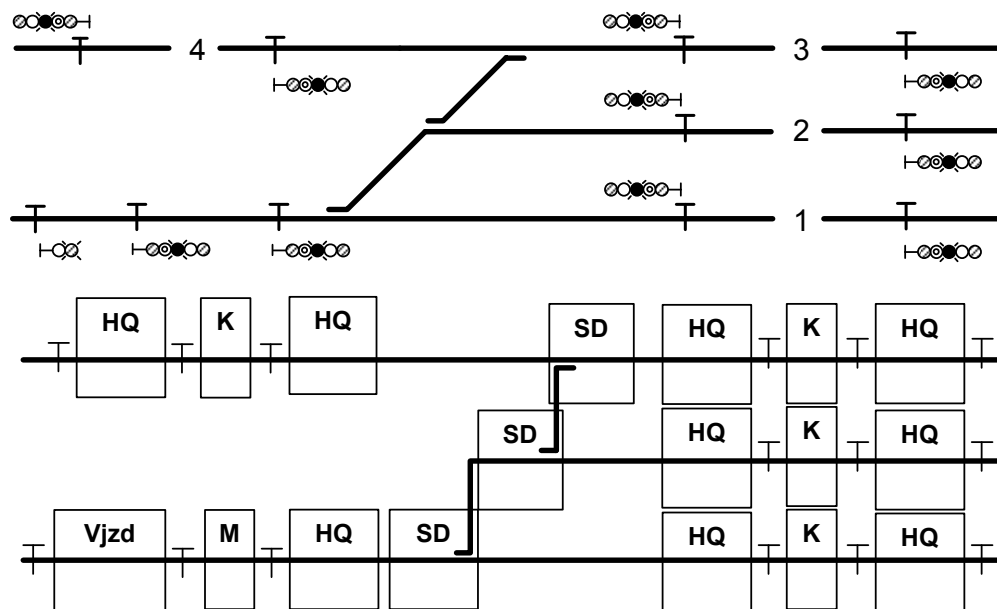 4 3
2
1
HQ K HQ SD HQ K HQ
SD HQ K HQ
Vjzd M HQ SD HQ K HQ